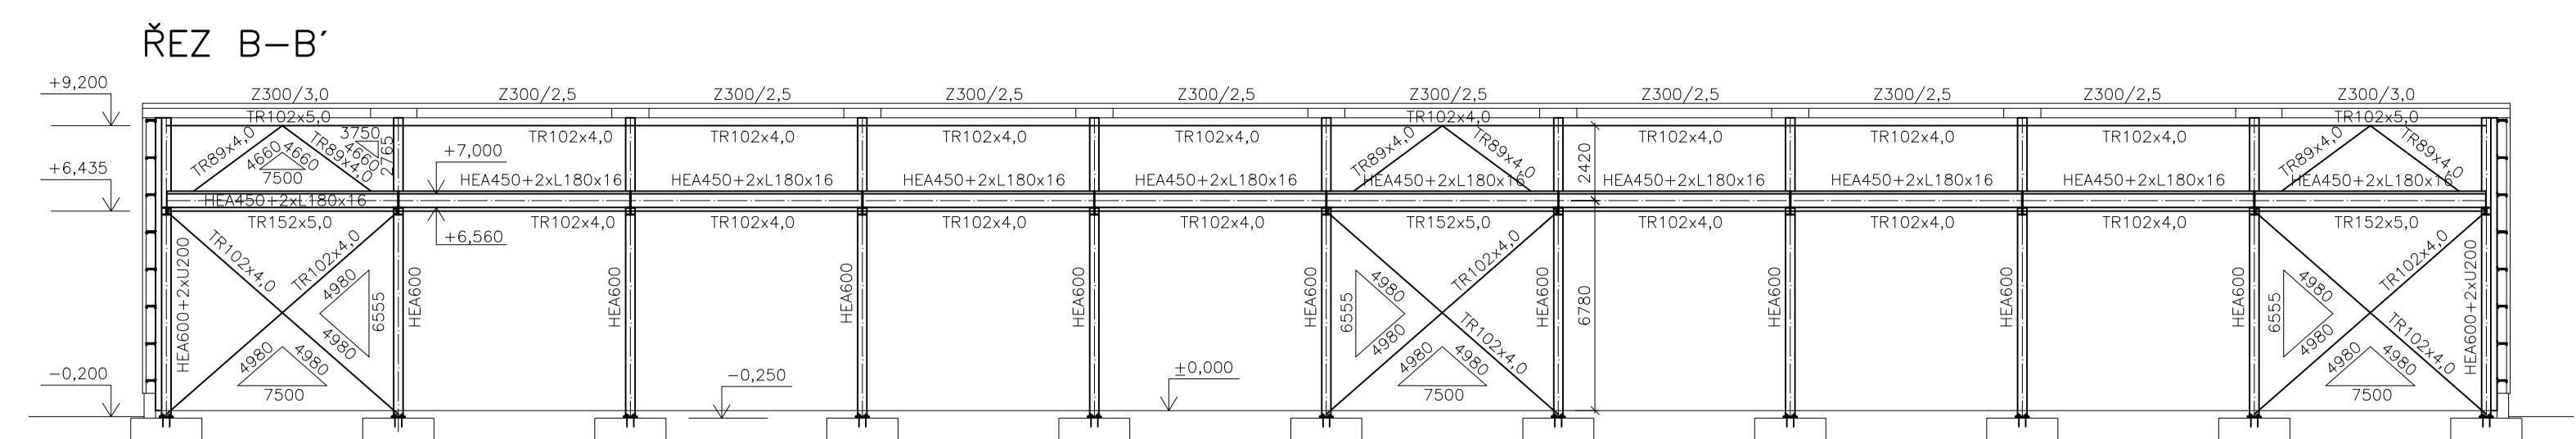 ŘEZ B–B′
+9,200
Z300/3,0
Z300/2,5
Z300/2,5
Z300/2,5
Z300/2,5
Z300/2,5
Z300/2,5
Z300/2,5
Z300/2,5
Z300/3,0
TR102x5,0
TR102x4,0
TR102x4,0
TR102x4,0
TR102x4,0
TR102x4,0
TR102x4,0
TR102x4,0
TR102x4,0
TR102x5,0
TR89x4,0
4660
4660
7500
TR89x4,0
3750
4660
2765
+7,000
TR89x4,0
TR89x4,0
2420
TR89x4,0
TR89x4,0
+6,435
HEA450+2xL180x16
HEA450+2xL180x16
HEA450+2xL180x16
HEA450+2xL180x16
HEA450+2xL180x16
HEA450+2xL180x16
HEA450+2xL180x16
HEA450+2xL180x16
HEA450+2xL180x16
HEA450+2xL180x16
TR152x5,0
TR102x4,0
TR102x4,0
TR102x4,0
TR102x4,0
TR152x5,0
TR102x4,0
TR102x4,0
TR102x4,0
TR152x5,0
+6,560
HEA600+2xU200
TR102x4,0
TR102x4,0
4980
4980
6555
4980
4980
7500
HEA600
HEA600
HEA600
HEA600
HEA600
6555
4980
4980
TR102x4,0
TR102x4,0
4980
4980
7500
HEA600
6780
HEA600
HEA600
HEA600
6555
4980
4980
TR102x4,0
TR102x4,0
4980
4980
7500
HEA600+2xU200
-0,200
-0,250
±0,000